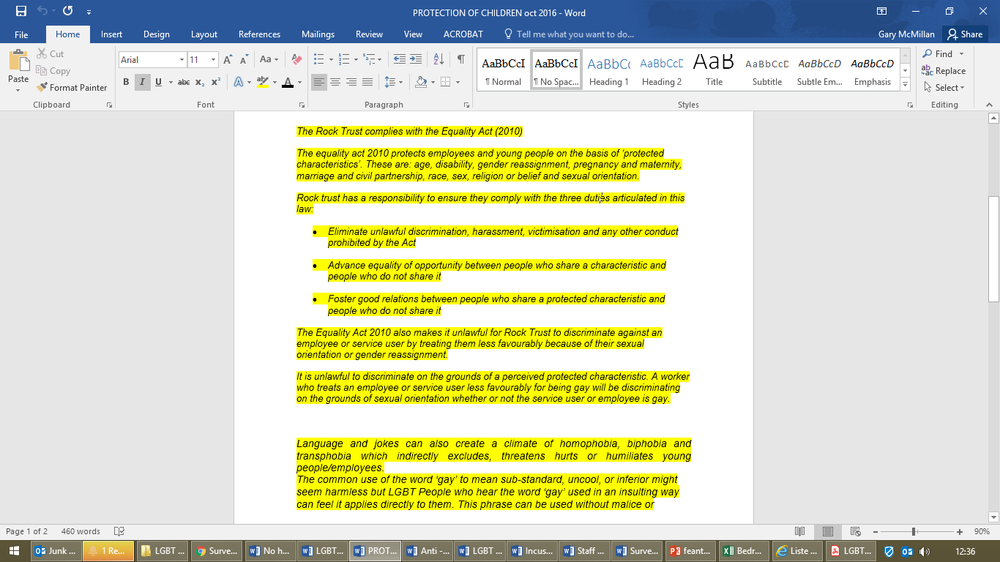 PROTECTION OF CHILDREN oct 2016 - Word
File Home Insert Design Layout References Mailings Review View ACROBAT Tell me what you want to do... Gary McMillan Share
Paste
Cut
Copy
Format Painter
Clipboard
Arial 11
Font
Paragraph
AaBbCcI AaBbCcI AaBbCc AaBbCcD AaB AaBbCcD AaBbCcD AaBbCcD
¶ Normal ¶ No Spac... Heading 1 Heading 2 Title Subtitle Subtle Em... Emphasis
Styles
Find
Replace
Select
Editing
The Rock Trust complies with the Equality Act (2010)
The equality act 2010 protects employees and young people on the basis of ‘protected
characteristics’. These are: age, disability, gender reassignment, pregnancy and maternity,
marriage and civil partnership, race, sex, religion or belief and sexual orientation.
Rock trust has a responsibility to ensure they comply with the three duties articulated in this
law:
• Eliminate unlawful discrimination, harassment, victimisation and any other conduct
prohibited by the Act
• Advance equality of opportunity between people who share a characteristic and
people who do not share it
• Foster good relations between people who share a protected characteristic and
people who do not share it
The Equality Act 2010 also makes it unlawful for Rock Trust to discriminate against an
employee or service user by treating them less favourably because of their sexual
orientation or gender reassignment.
It is unlawful to discriminate on the grounds of a perceived protected characteristic. A worker
who treats an employee or service user less favourably for being gay will be discriminating
on the grounds of sexual orientation whether or not the service user or employee is gay.
Language and jokes can also create a climate of homophobia, biphobia and
transphobia which indirectly excludes, threatens hurts or humiliates young
people/employees.
The common use of the word ‘gay’ to mean sub-standard, uncool, or inferior might
seem harmless but LGBT People who hear the word ‘gay’ used in an insulting way
can feel it applies directly to them. This phrase can be used without malice or
Page 1 of 2 460 words 90%
Junk ... 1 Re... LGBT ... Surve... No h... LGBT... PROT... Anti -... LGBT ... Incus... Staff ... Surve... feant... Bedr... Liste ... LGBT... 12:36